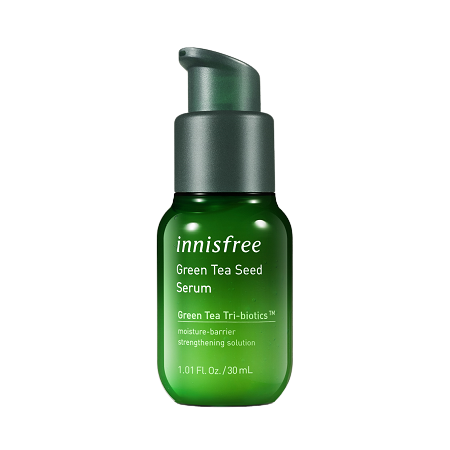 innisfree
Green Tea Seed
Serum
Green Tea Tri-biotics™
moisture-barrier
strengthening solution
1.01 Fl. Oz. / 30 mL